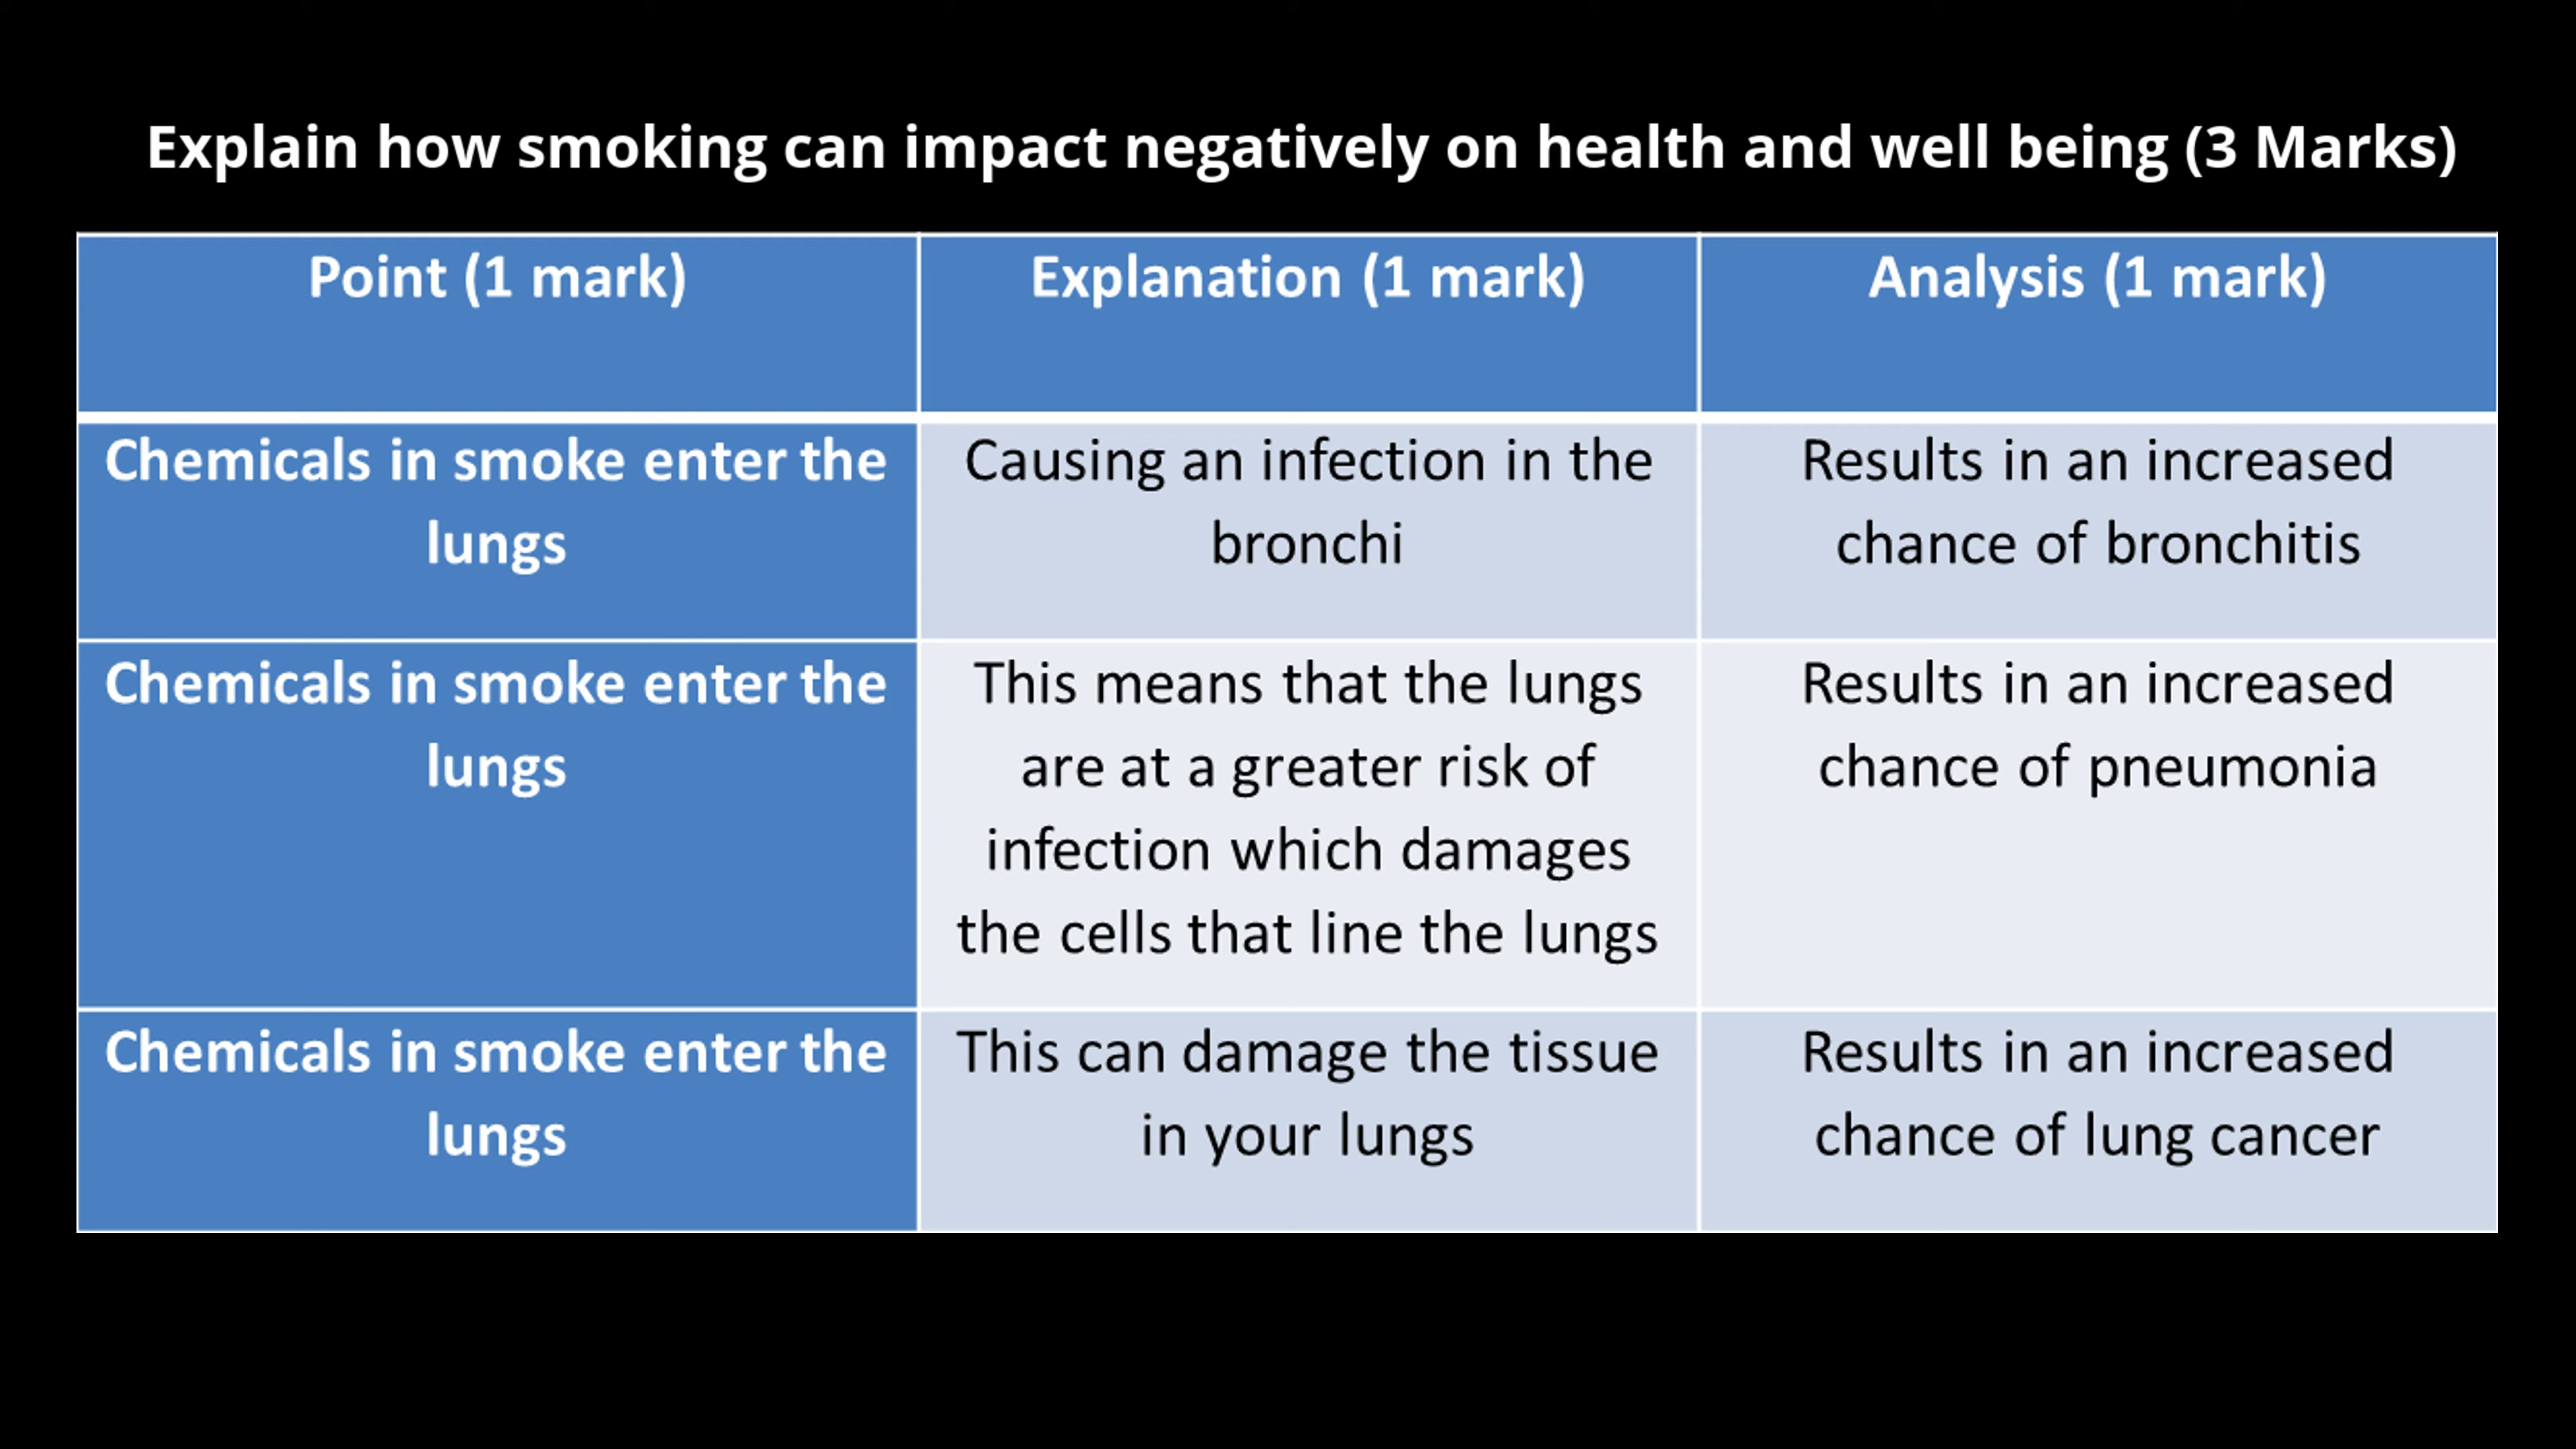 Explain how smoking can impact negatively on health and well being (3 Marks)
Point (1 mark)
Explanation (1 mark)
Analysis (1 mark)
Chemicals in smoke enter the
lungs
Causing an infection in the
bronchi
Results in an increased
chance of bronchitis
Chemicals in smoke enter the
lungs
This means that the lungs
are at a greater risk of
infection which damages
the cells that line the lungs
Results in an increased
chance of pneumonia
Chemicals in smoke enter the
lungs
This can damage the tissue
in your lungs
Results in an increased
chance of lung cancer